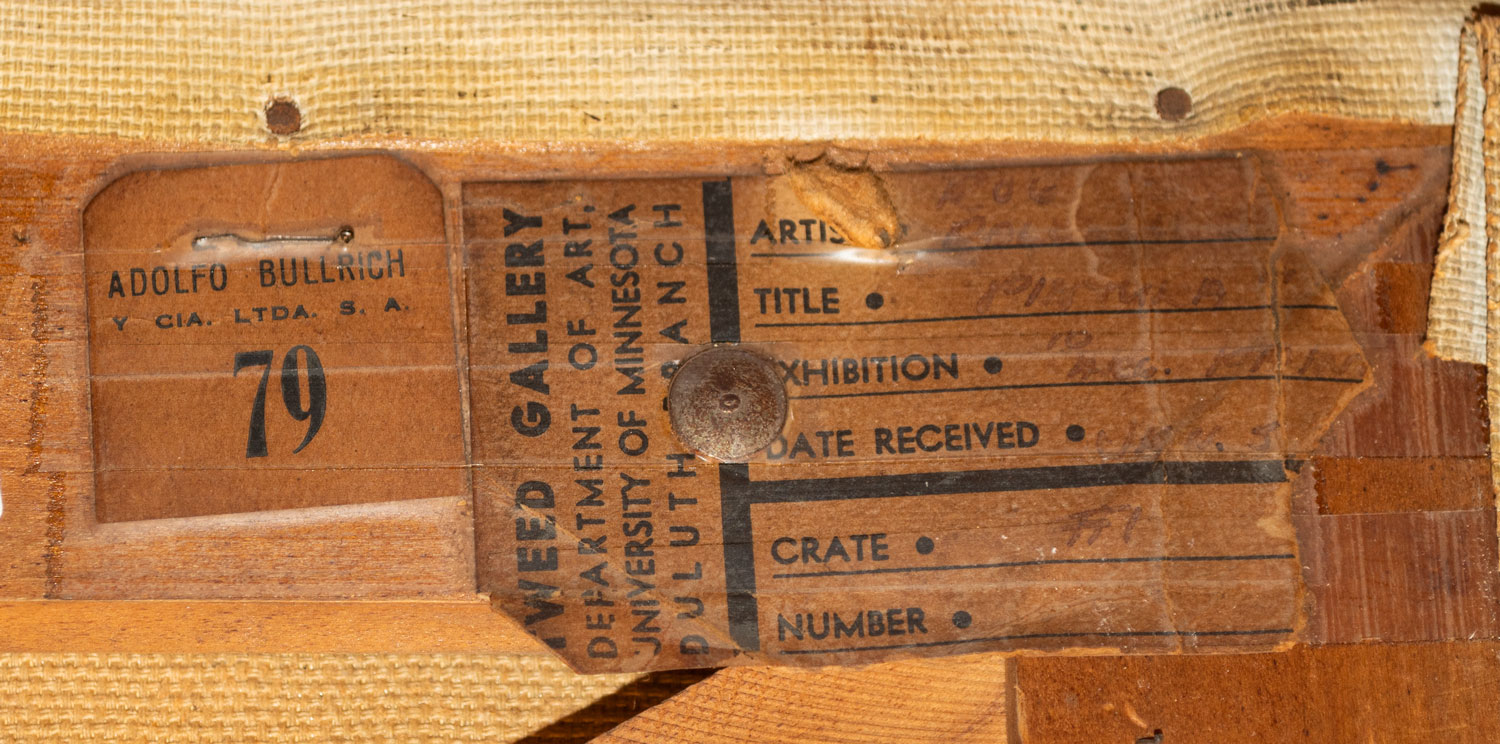 ADOLFO BULLRICH
Y CIA. LTDA. S. A.
79
TWEED GALLERY
DEPARTMENT OF ART,
UNIVERSITY OF MINNESOTA
DULUTH BRANCH
ARTIST
TITLE •
EXHIBITION •
DATE RECEIVED •
CRATE •
NUMBER •